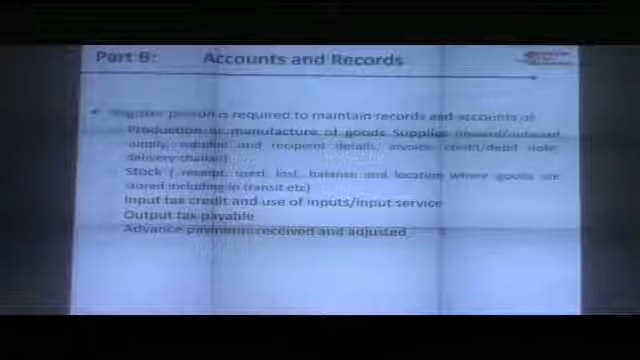 Part B: Accounts and Records
Register person is required to maintain records and accounts of
Production or manufacture of goods Supplies (inward/outward
supply, supplier and recipient details, invoice credit/debit note
delivery challan)
Stock ( receipt, used, lost, balance and location where goods are
stored including in transit etc)
Input tax credit and use of inputs/input service
Output tax payable
Advance payments received and adjusted